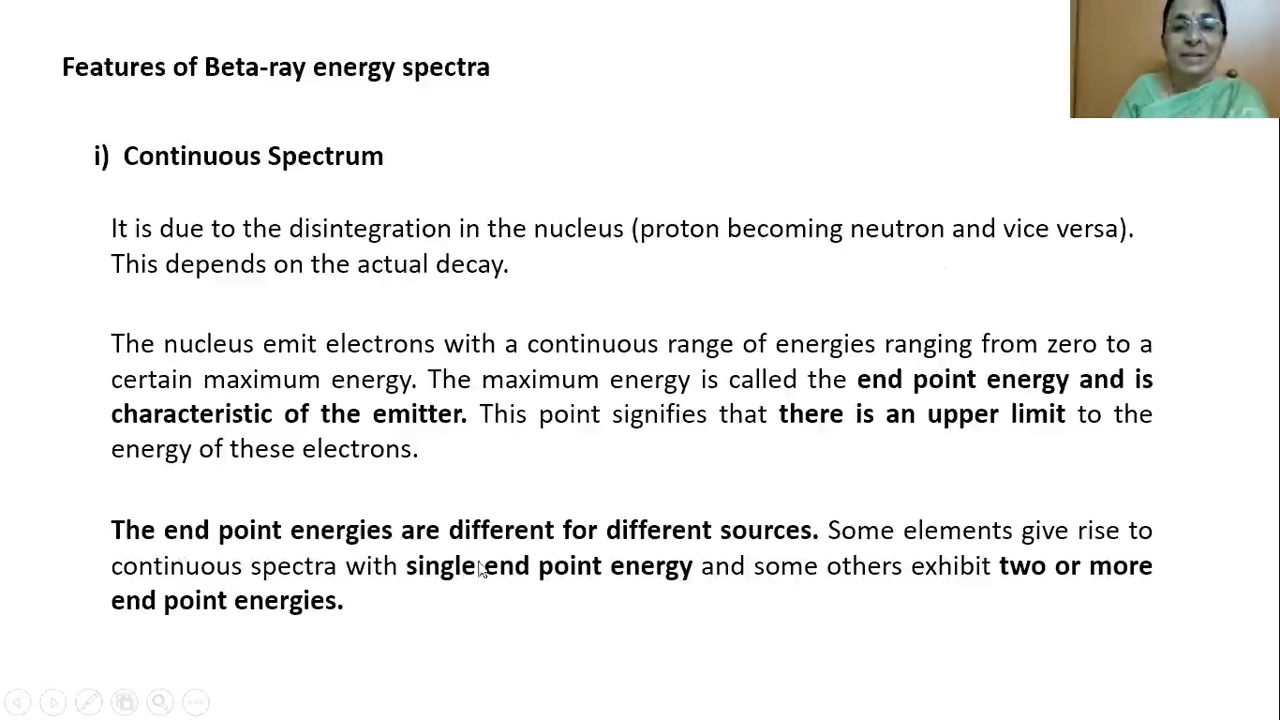 Features of Beta-ray energy spectra
i) Continuous Spectrum
It is due to the disintegration in the nucleus (proton becoming neutron and vice versa).
This depends on the actual decay.
The nucleus emit electrons with a continuous range of energies ranging from zero to a
certain maximum energy. The maximum energy is called the end point energy and is
characteristic of the emitter. This point signifies that there is an upper limit to the
energy of these electrons.
The end point energies are different for different sources. Some elements give rise to
continuous spectra with single end point energy and some others exhibit two or more
end point energies.